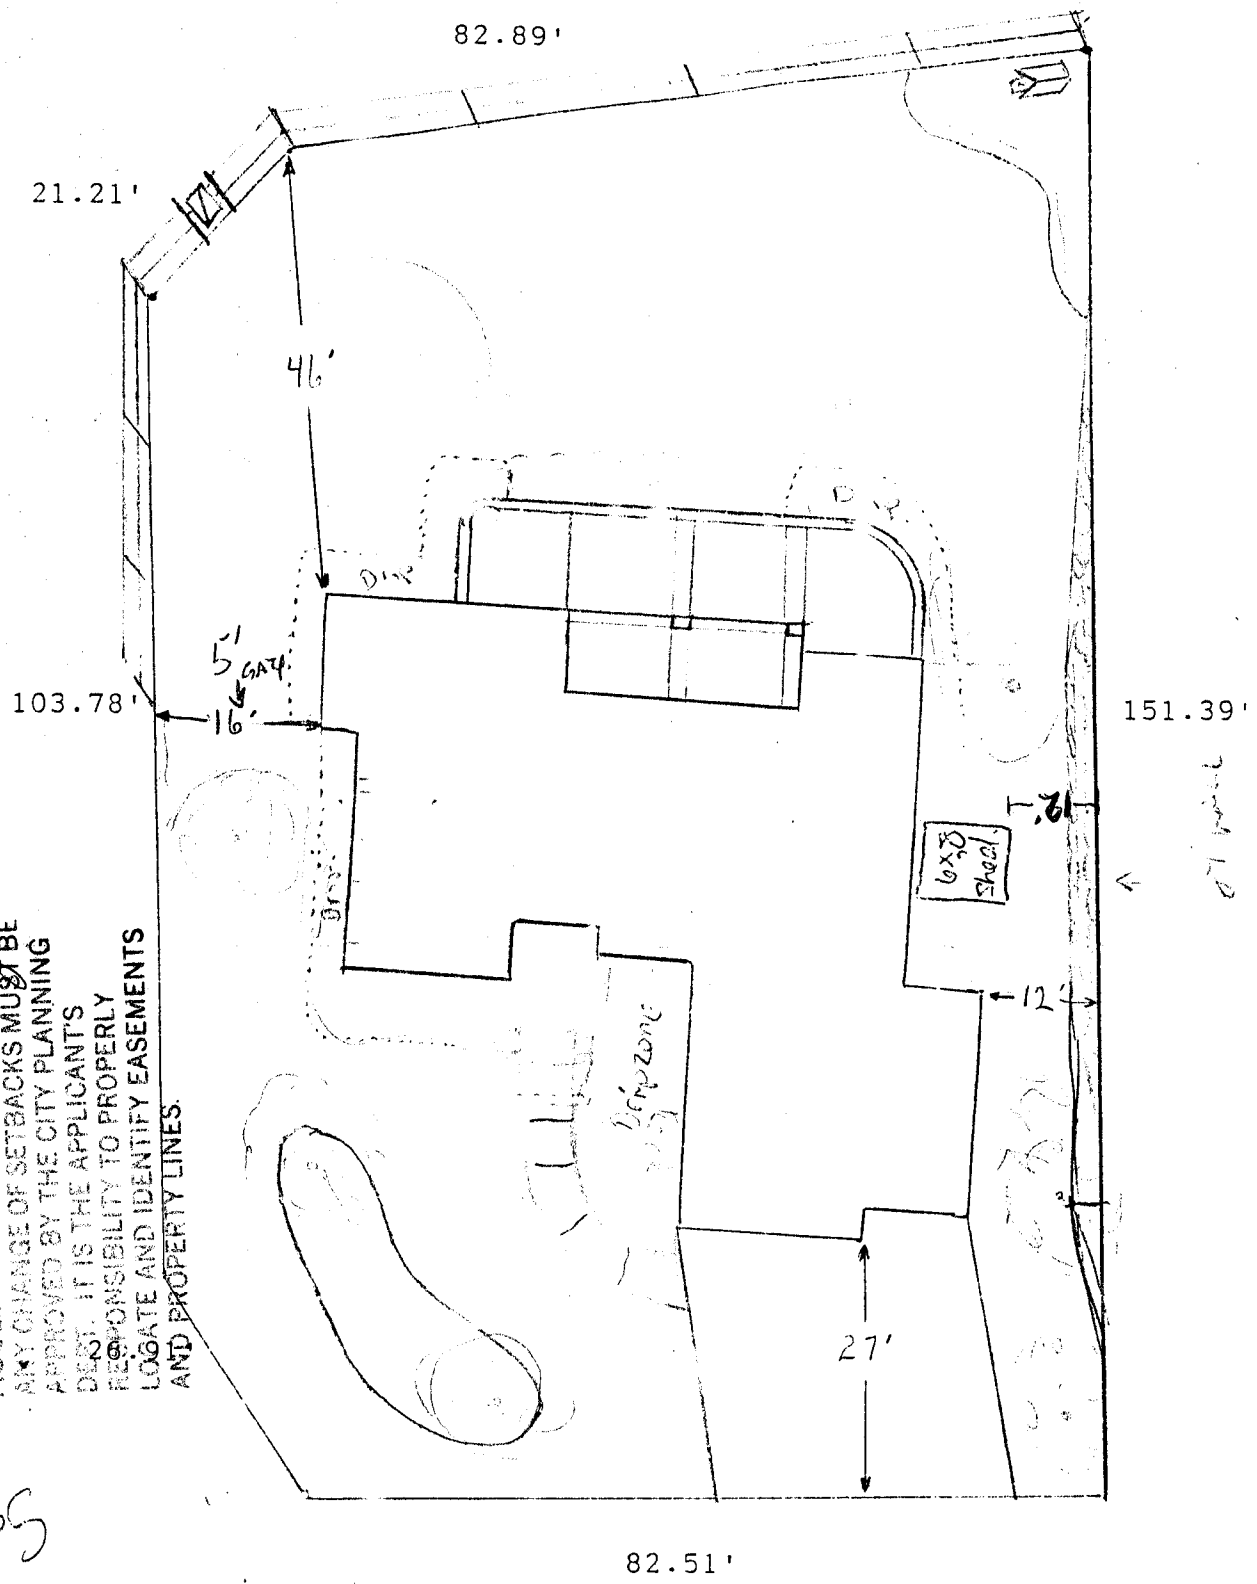 82.89'
21.21'
46'
D
5'
GATE
103.78'
16'
151.39'
12'
6x8
Shed.
12'
Dripzone
27'
ANY CHANGE OF SETBACKS MUST BE
APPROVED BY THE CITY PLANNING
DEPT. IT IS THE APPLICANT'S
RESPONSIBILITY TO PROPERLY
LOCATE AND IDENTIFY EASEMENTS
AND PROPERTY LINES.
82.51'